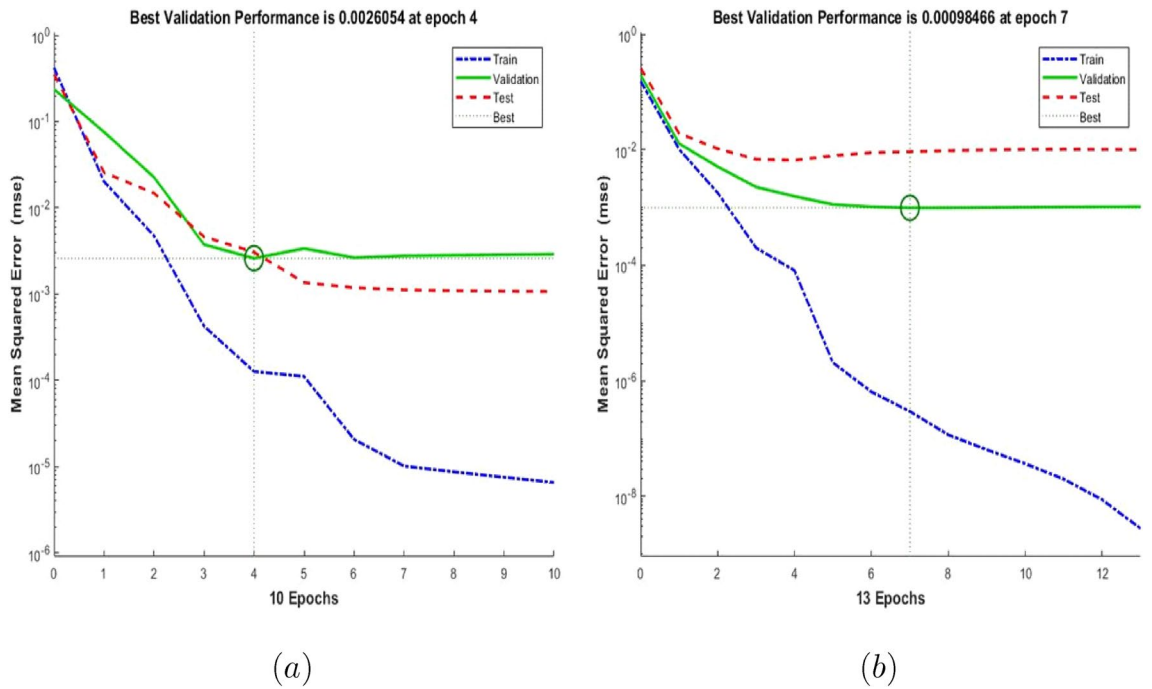 Best Validation Performance is 0.0026054 at epoch 4
10^0
10^-1
10^-2
10^-3
10^-4
10^-5
10^-6
Mean Squared Error (mse)
Train
Validation
Test
Best
0 1 2 3 4 5 6 7 8 9 10
10 Epochs
(a)
Best Validation Performance is 0.00098466 at epoch 7
10^0
10^-2
10^-4
10^-6
10^-8
Mean Squared Error (mse)
Train
Validation
Test
Best
0 2 4 6 8 10 12
13 Epochs
(b)